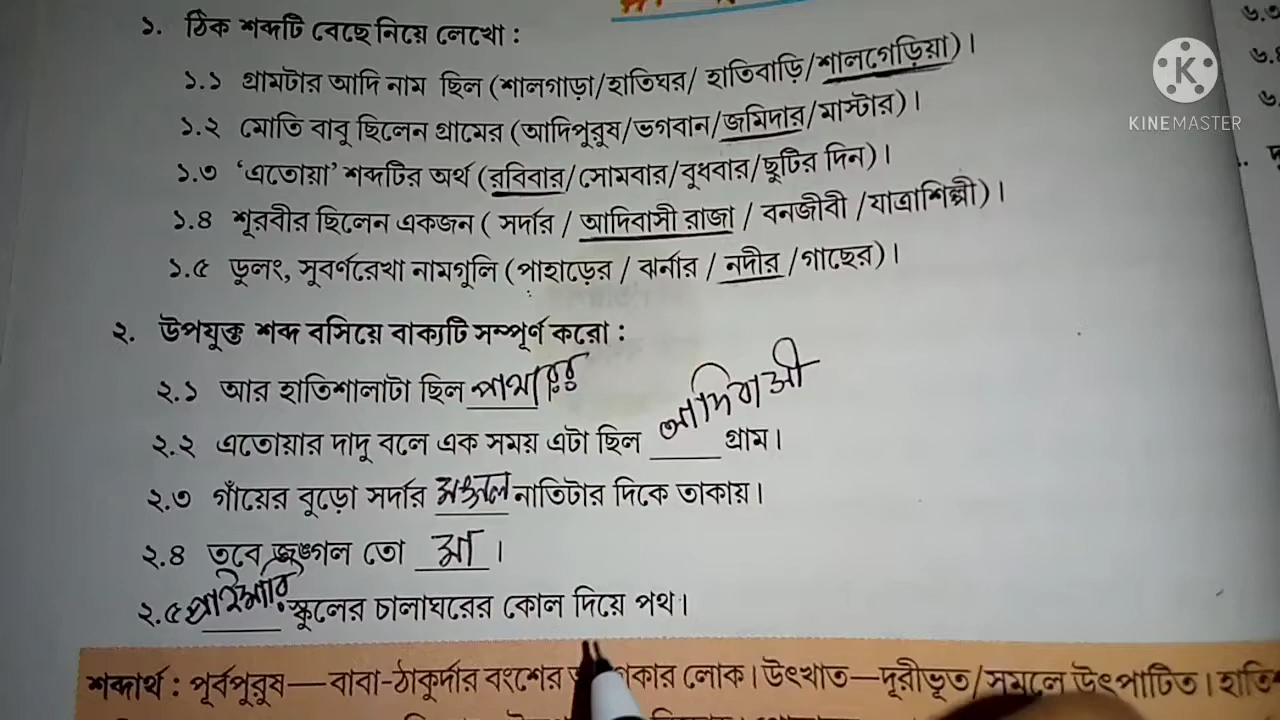 ১. ঠিক শব্দটি বেছে নিয়ে লেখো :
১.১ গ্রামটার আদি নাম ছিল (শালগাড়া/হাতিঘর/ হাতিবাড়ি/শালগেড়িয়া)।
KINEMASTER
১.২ মোতি বাবু ছিলেন গ্রামের (আদিপুরুষ/ভগবান/জমিদার/মাস্টার)।
১.৩ ‘এতোয়া’ শব্দটির অর্থ (রবিবার/সোমবার/বুধবার/ছুটির দিন)।
১.৪ শূরবীর ছিলেন একজন ( সর্দার / আদিবাসী রাজা / বনজীবী /যাত্রাশিল্পী)।
১.৫ ডুলং, সুবর্ণরেখা নামগুলি (পাহাড়ের / ঝর্নার / নদীর /গাছের)।
২. উপযুক্ত শব্দ বসিয়ে বাক্যটি সম্পূর্ণ করো :
২.১ আর হাতিশালাটা ছিল
২.২ এতোয়ার দাদু বলে এক সময় এটা ছিল আদিবাসী গ্রাম।
২.৩ গাঁয়ের বুড়ো সর্দার মঙ্গল নাতিটার দিকে তাকায়।
২.৪ তবে জঙ্গল তো মা ।
২.৫ প্রাইমারি স্কুলের চালাঘরের কোল দিয়ে পথ।
শব্দার্থ : পূর্বপুরুষ—বাবা-ঠাকুর্দার বংশের লোক। উৎখাত—দূরীভূত/সমূলে উৎপাটিত।